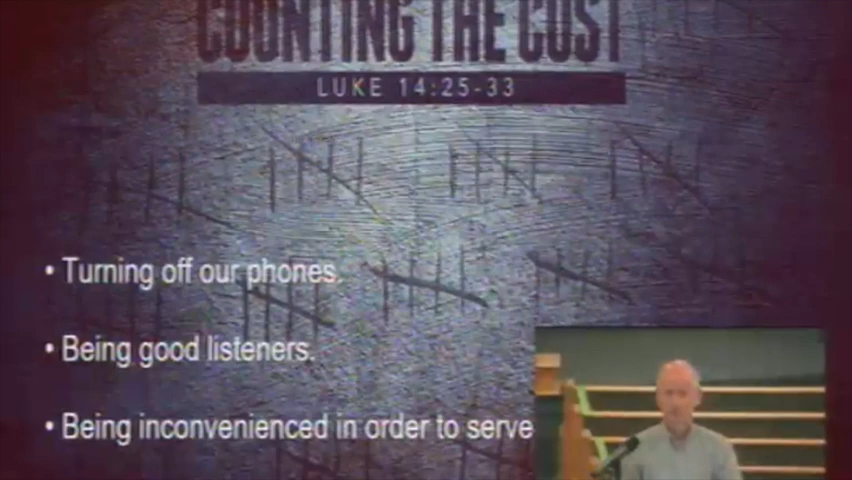 COUNTING THE COST
LUKE 14:25-33
• Turning off our phones.
• Being good listeners.
• Being inconvenienced in order to serve